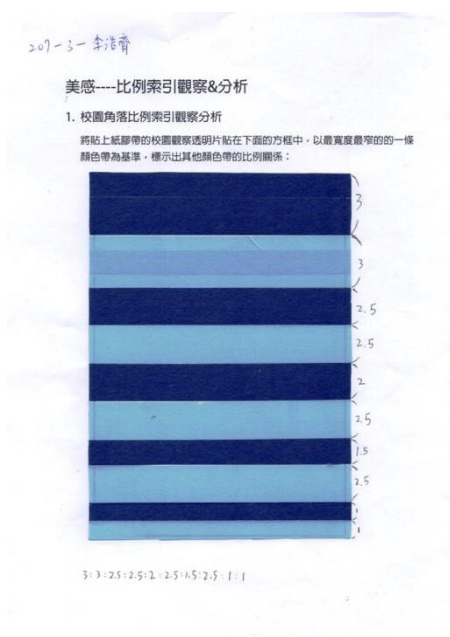 207-3-李浩齊
美感----比例索引觀察&分析
1. 校園角落比例索引觀察分析
將貼上紙膠帶的校園觀察透明片貼在下面的方框中，以最寬度最窄的的一條
顏色帶為基準，標示出其他顏色帶的比例關係：
3
3
2.5
2.5
2
2.5
1.5
2.5
1
1
3:3:2.5:2.5:2:2.5:1.5:2.5:1:1